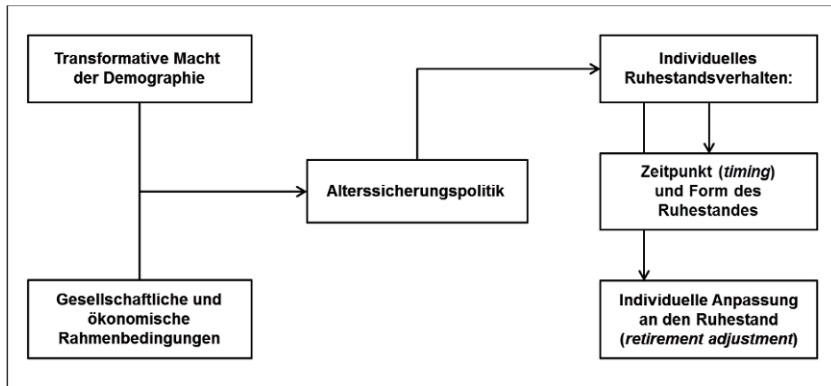 Transformative Macht
der Demographie
Gesellschaftliche und
ökonomische
Rahmenbedingungen
Alterssicherungspolitik
Individuelles
Ruhestandsverhalten:
Zeitpunkt (timing)
und Form des
Ruhestandes
Individuelle Anpassung
an den Ruhestand
(retirement adjustment)